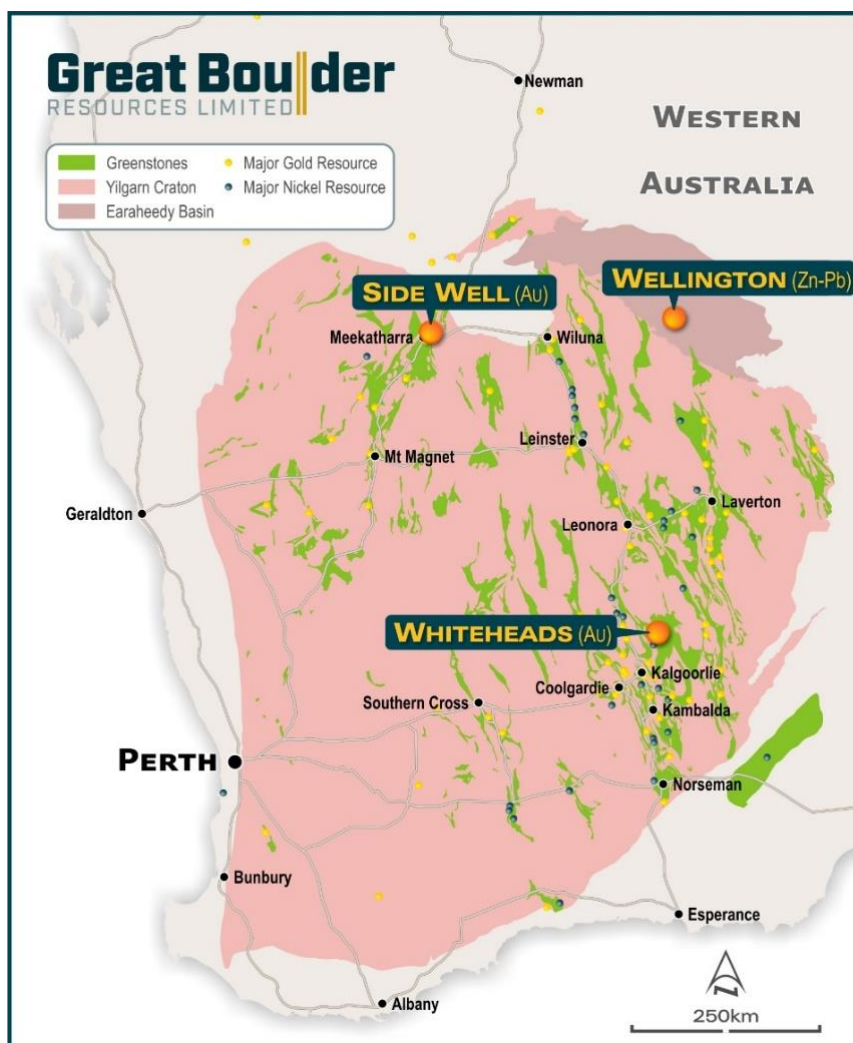 Great Boulder
RESOURCES LIMITED
Newman
WESTERN
AUSTRALIA
Greenstones
Major Gold Resource
Yilgarn Craton
Major Nickel Resource
Earaheedy Basin
SIDE WELL (Au)
WELLINGTON (Zn-Pb)
Meekatharra
Wiluna
Leinster
Mt Magnet
Geraldton
Laverton
Leonora
WHITEHEADS (Au)
Kalgoorlie
Coolgardie
Southern Cross
Kambalda
PERTH
Norseman
Bunbury
Esperance
Albany
N
250km